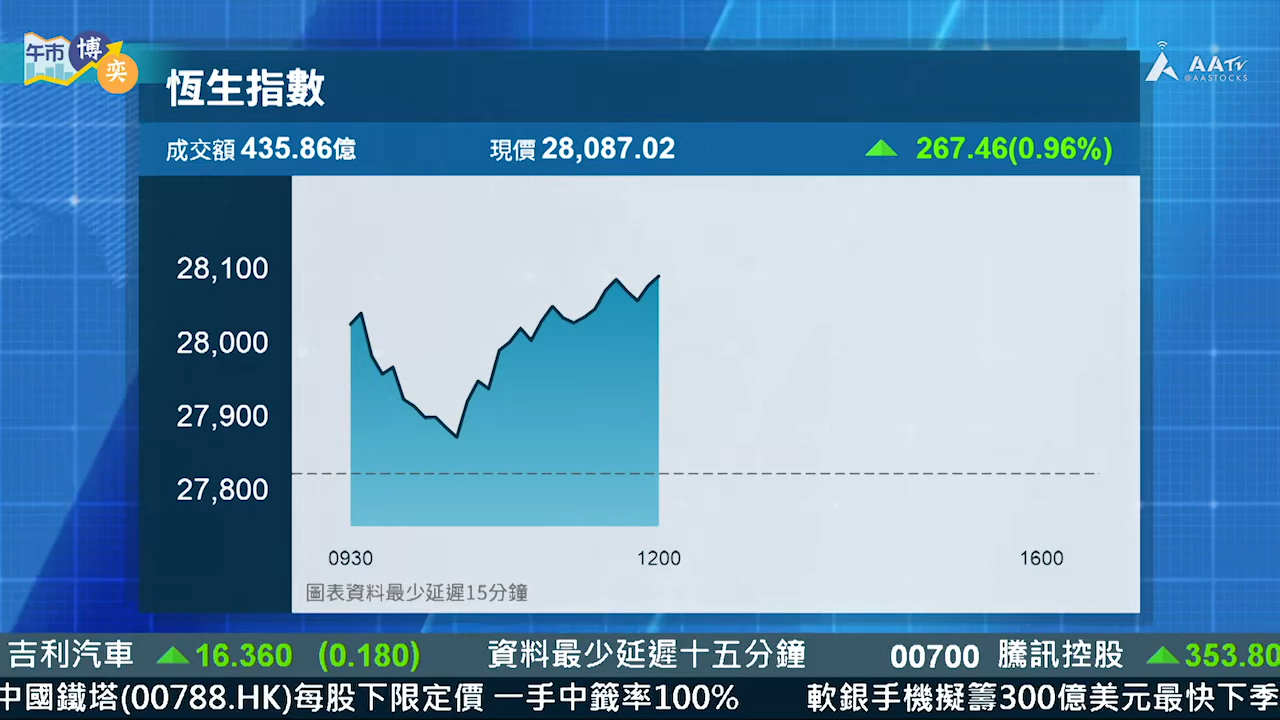 午市 博 奕
AATV
@AASTOCKS
恆生指數
成交額 435.86億 現價 28,087.02 267.46(0.96%)
28,100
28,000
27,900
27,800
0930 1200 1600
圖表資料最少延遲15分鐘
吉利汽車 16.360 (0.180) 資料最少延遲十五分鐘 00700 騰訊控股 353.80
中國鐵塔(00788.HK)每股下限定價 一手中籤率100% 軟銀手機擬籌300億美元最快下季